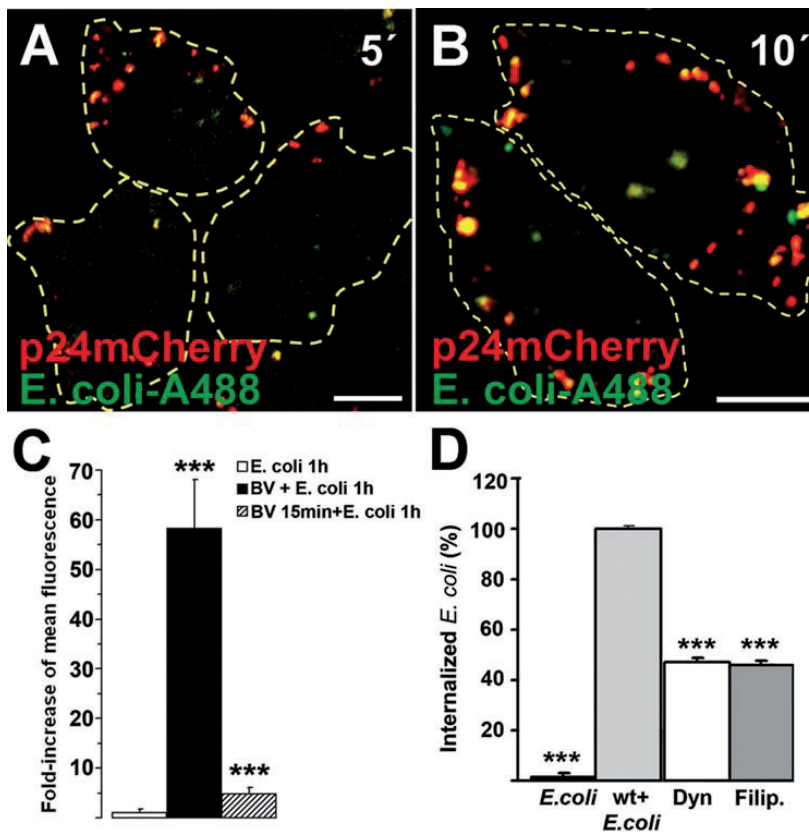 A 5´
p24mCherry
E. coli-A488
B 10´
p24mCherry
E. coli-A488
C
Fold-increase of mean fluorescence
70
60
50
40
30
20
10
5
***
***
E. coli 1h
BV + E. coli 1h
BV 15min+E. coli 1h
D
Internalized E. coli (%)
120
100
80
60
40
20
***
***
***
E.coli
wt+
E.coli
Dyn
Filip.